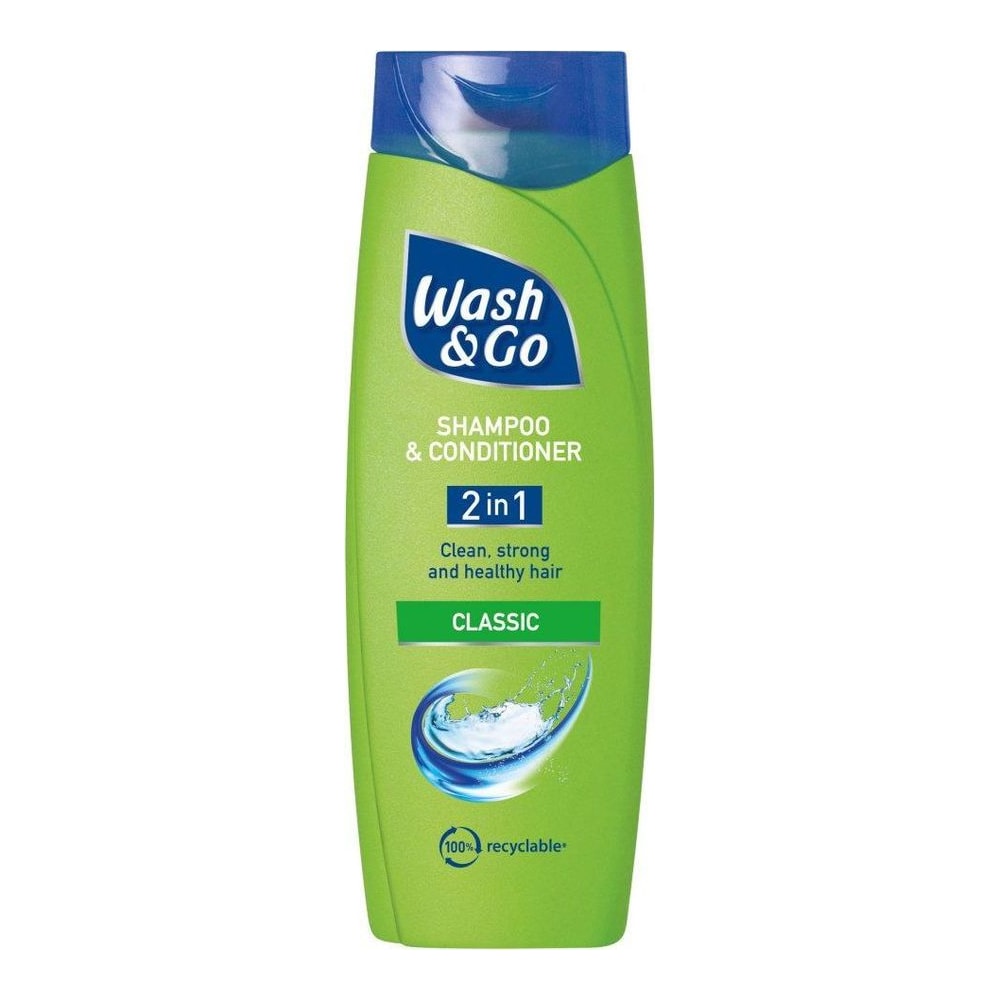 Wash
& Go
SHAMPOO
& CONDITIONER
2 in 1
Clean, strong
and healthy hair
CLASSIC
100% recyclable*